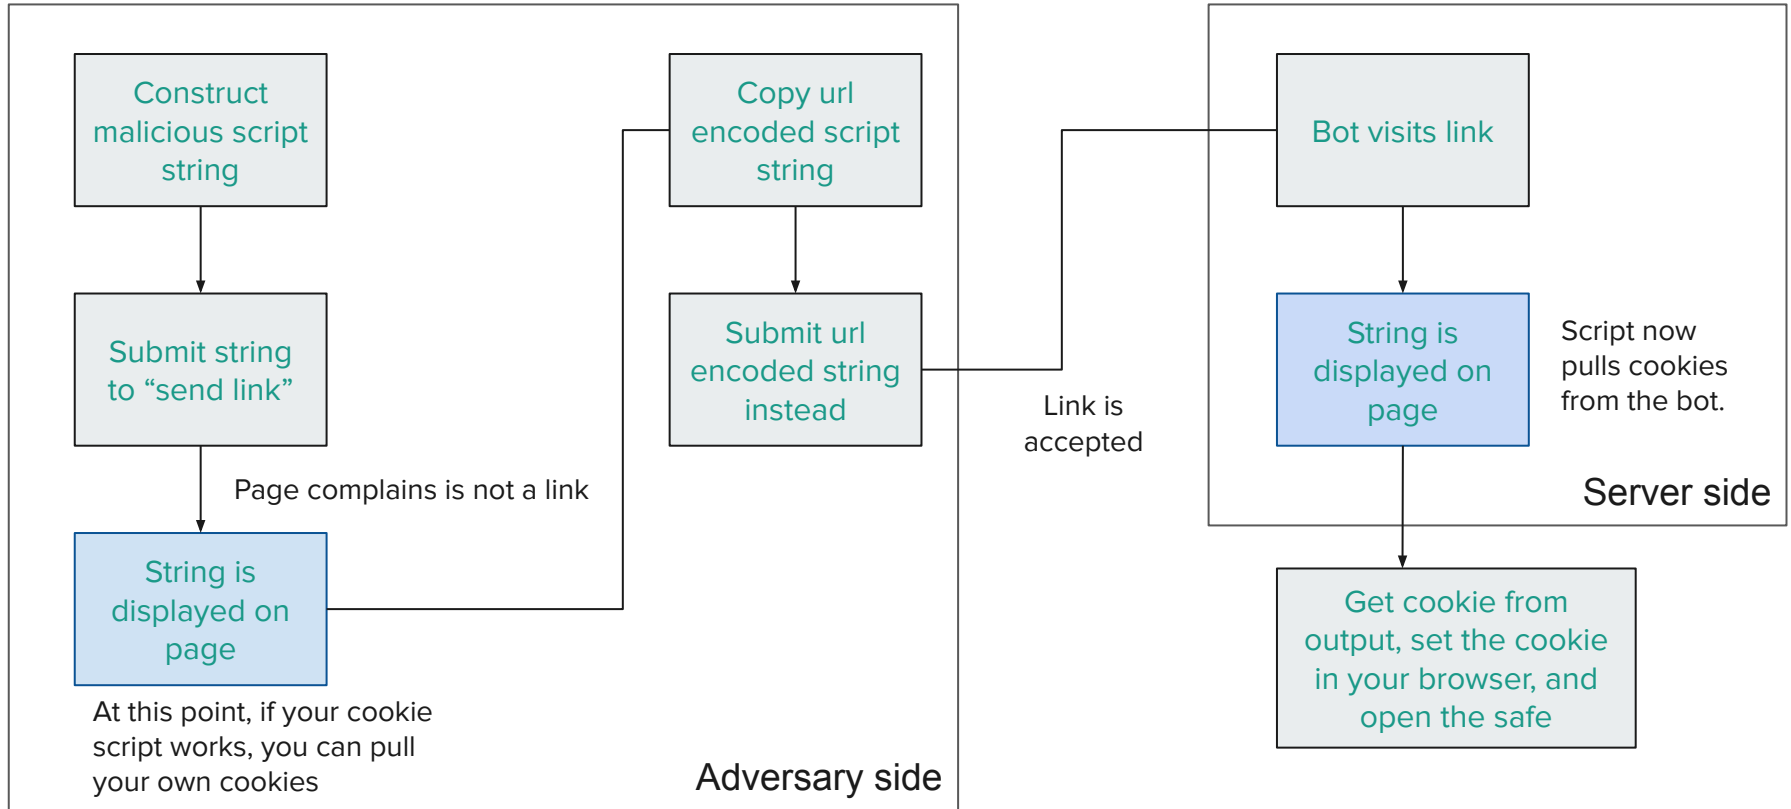 Construct
malicious script
string
Submit string
to “send link”
Page complains is not a link
String is
displayed on
page
At this point, if your cookie
script works, you can pull
your own cookies
Copy url
encoded script
string
Submit url
encoded string
instead
Adversary side
Link is
accepted
Bot visits link
String is
displayed on
page
Script now
pulls cookies
from the bot.
Server side
Get cookie from
output, set the cookie
in your browser, and
open the safe